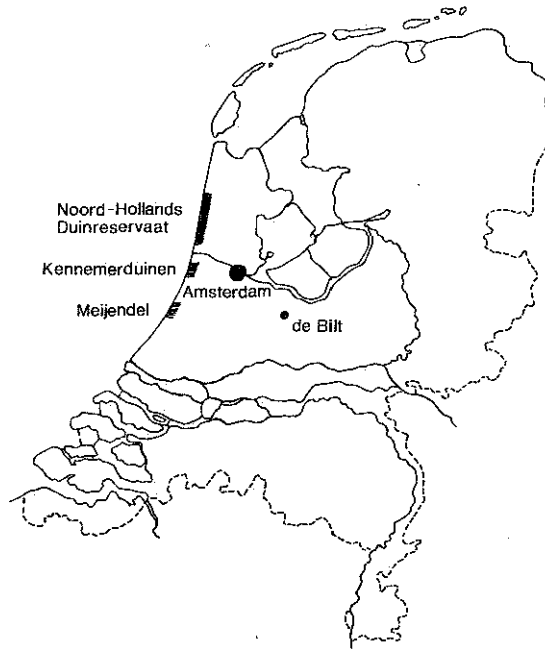 Noord-Hollands
Duinreservaat
Kennemerduinen
Amsterdam
Meijendel
de Bilt